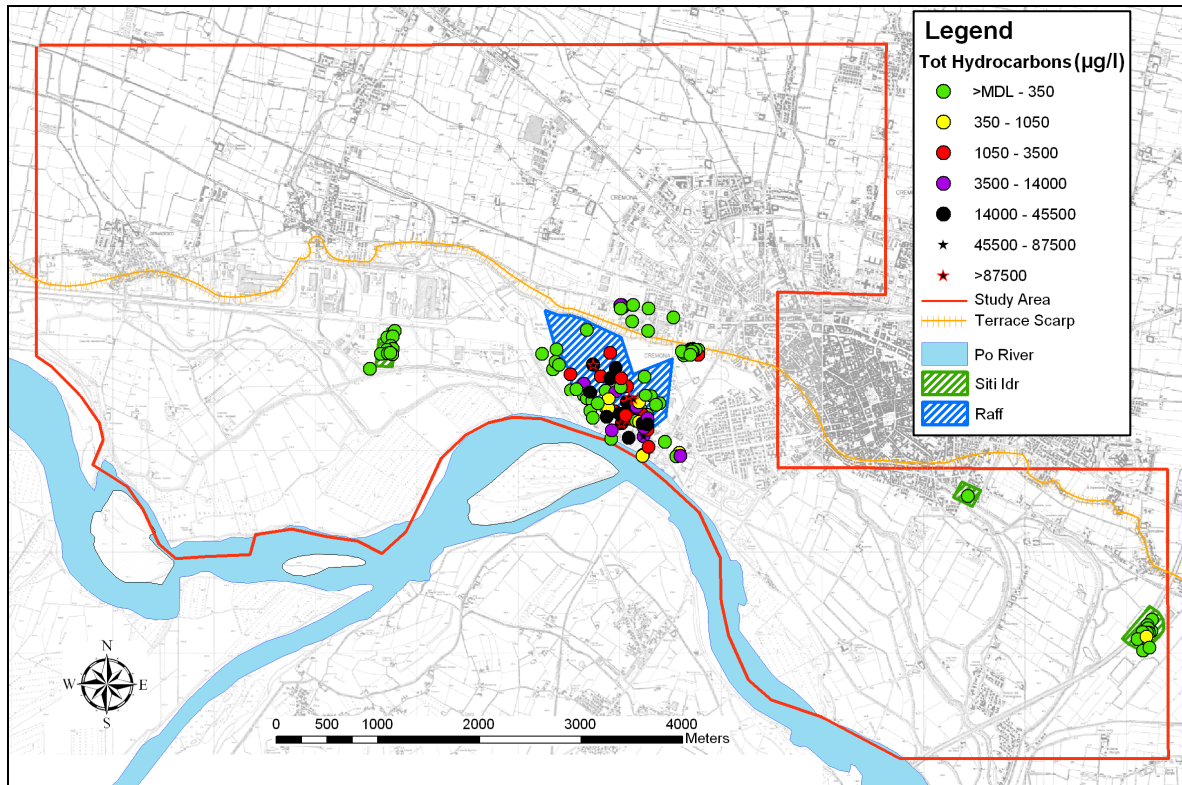 Legend
Tot Hydrocarbons (µg/l)
>MDL - 350
350 - 1050
1050 - 3500
3500 - 14000
14000 - 45500
45500 - 87500
>87500
Study Area
Terrace Scarp
Po River
Siti Idr
Raff
CREMONA
CREMONA
N
W
E
S
0
500
1000
2000
3000
4000
Meters